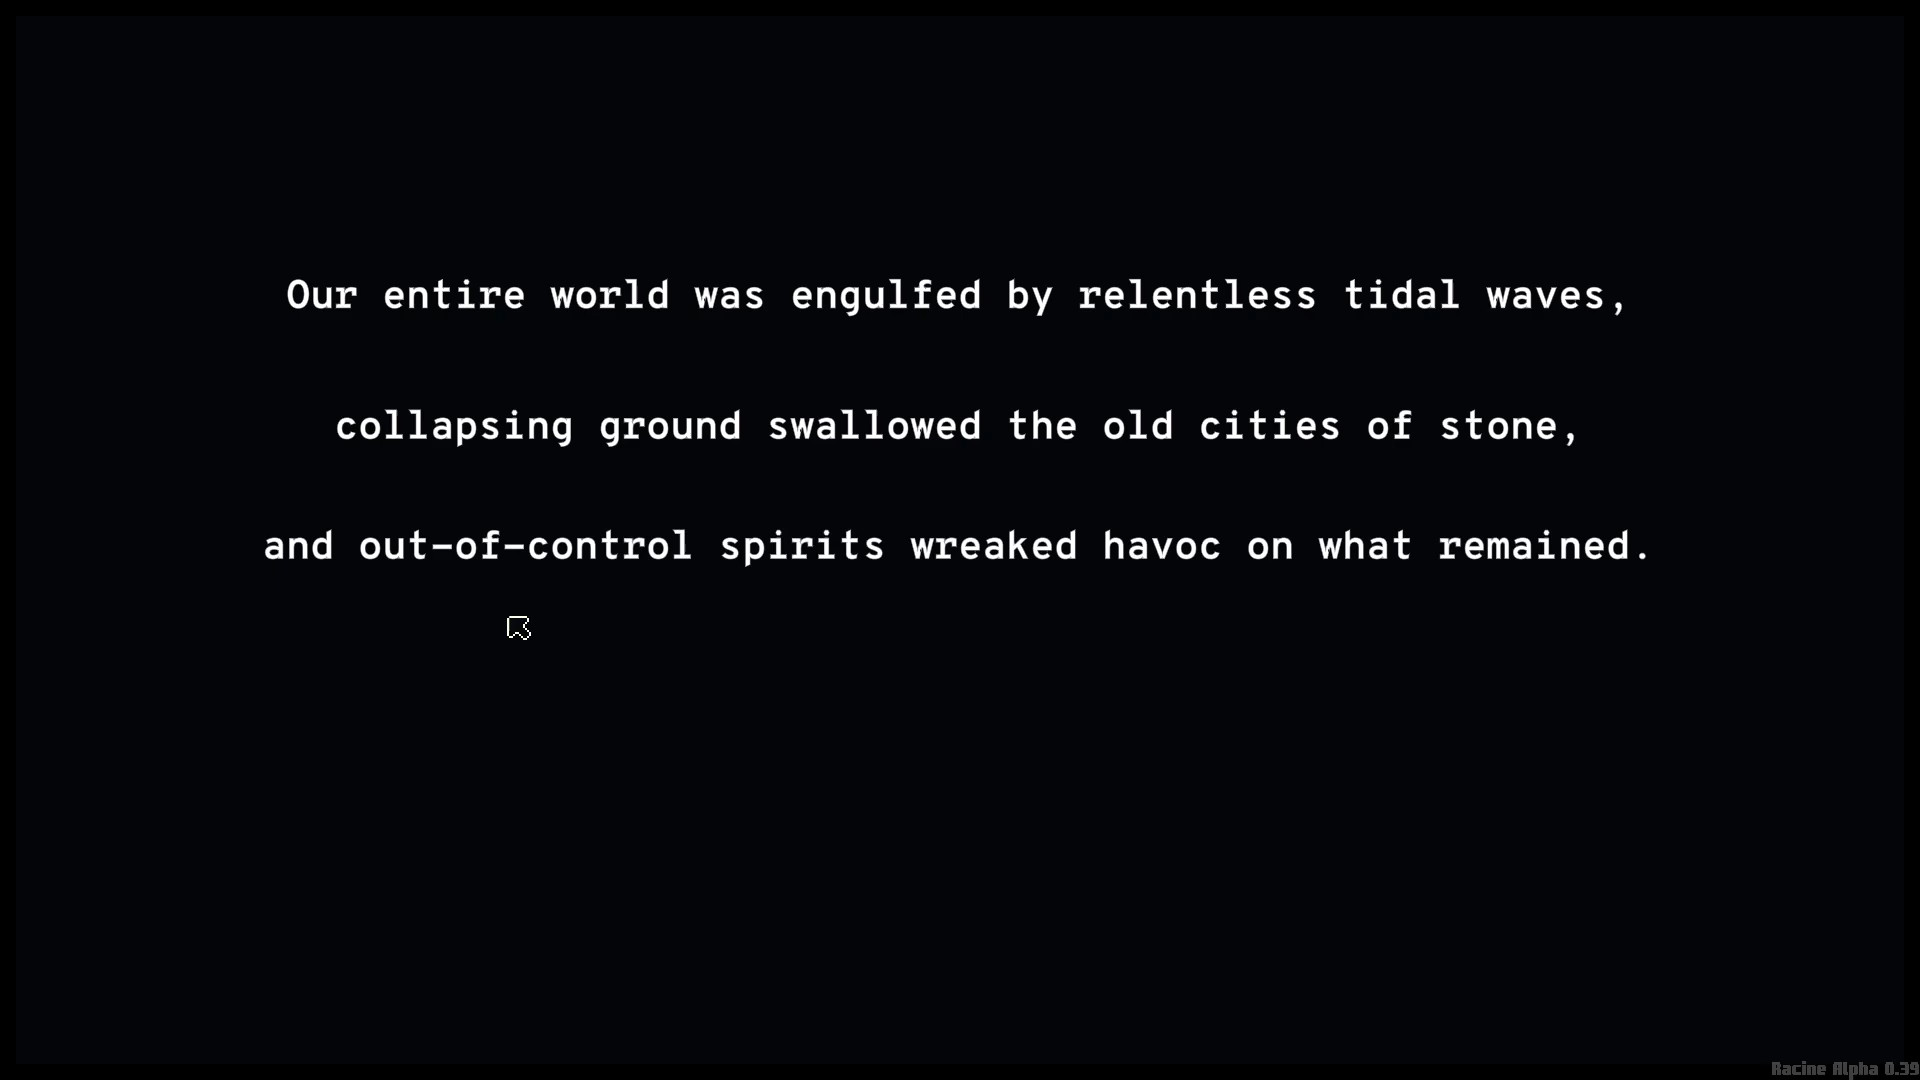 Our entire world was engulfed by relentless tidal waves,
collapsing ground swallowed the old cities of stone,
and out-of-control spirits wreaked havoc on what remained.
Racine Alpha 0.39